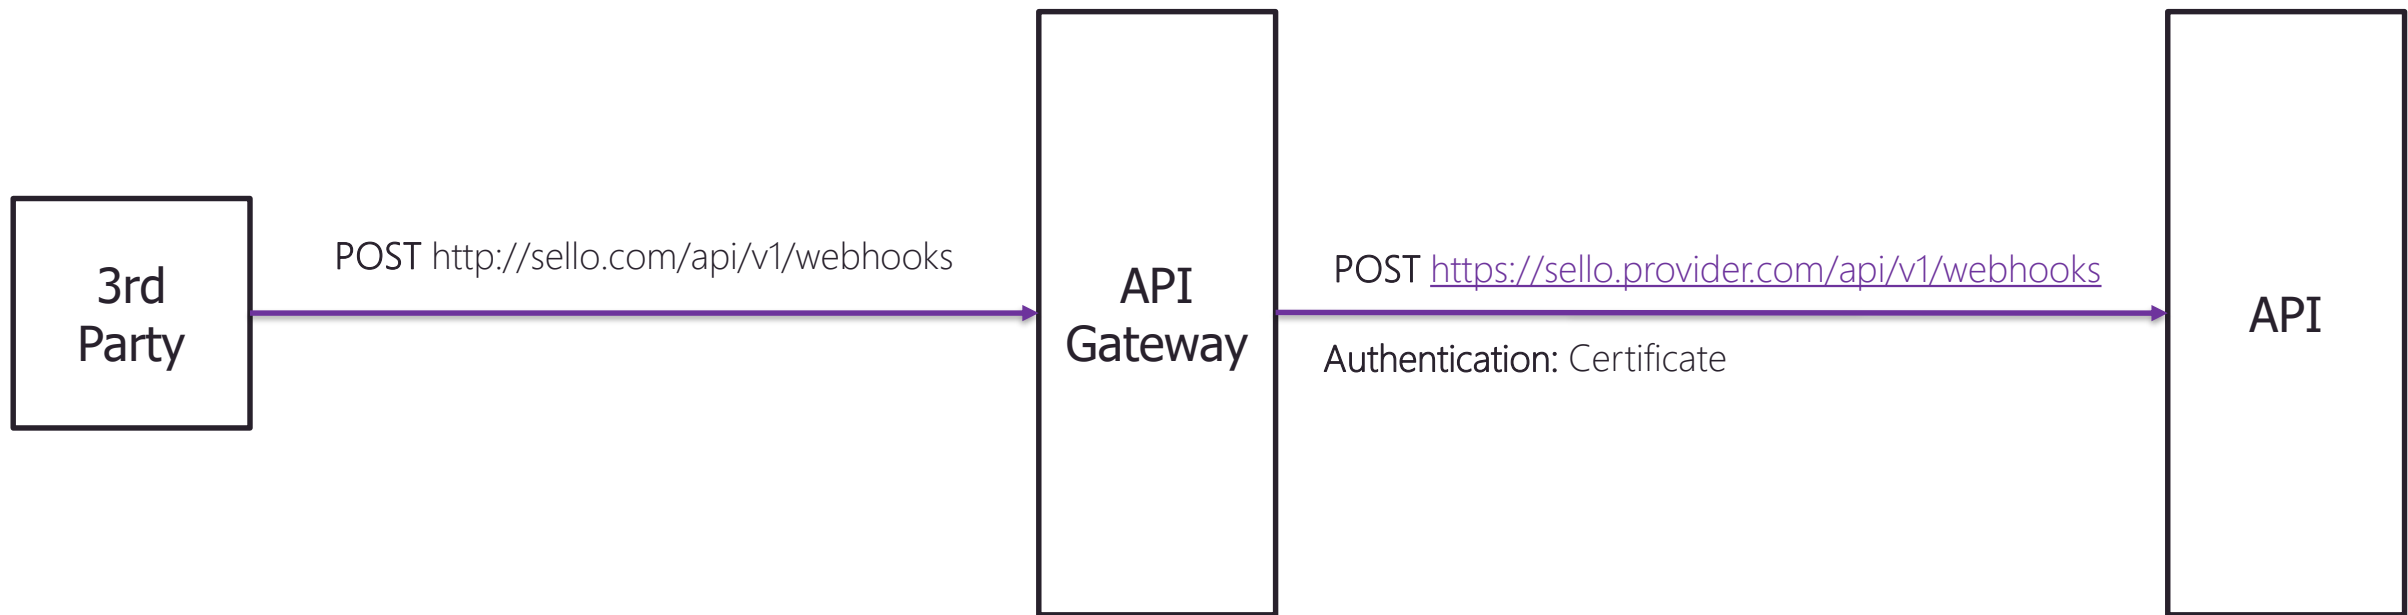 3rd
Party
POST http://sello.com/api/v1/webhooks
API
Gateway
POST https://sello.provider.com/api/v1/webhooks
Authentication: Certificate
API